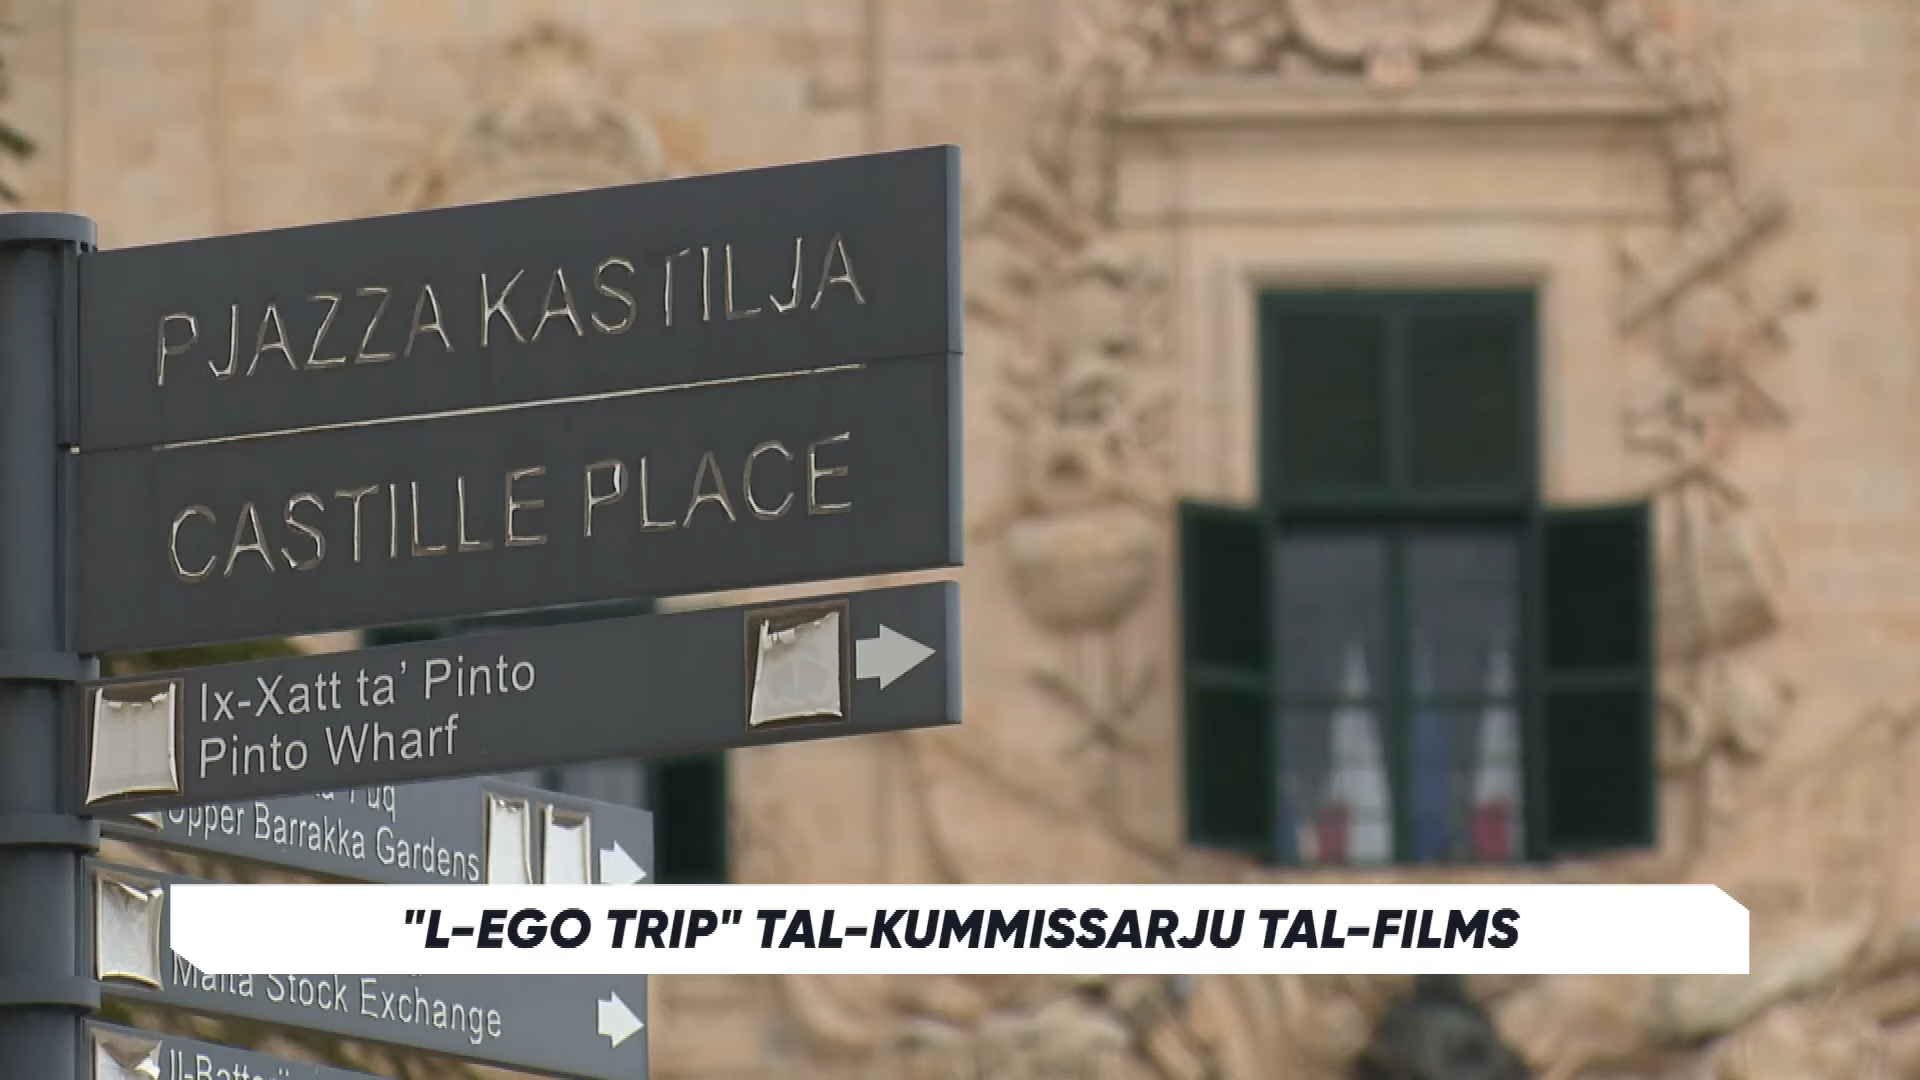 PJAZZA KASTILJA
CASTILLE PLACE
Ix-Xatt ta’ Pinto
Pinto Wharf
Upper Barrakka Gardens
"L-EGO TRIP" TAL-KUMMISSARJU TAL-FILMS
Malta Stock Exchange